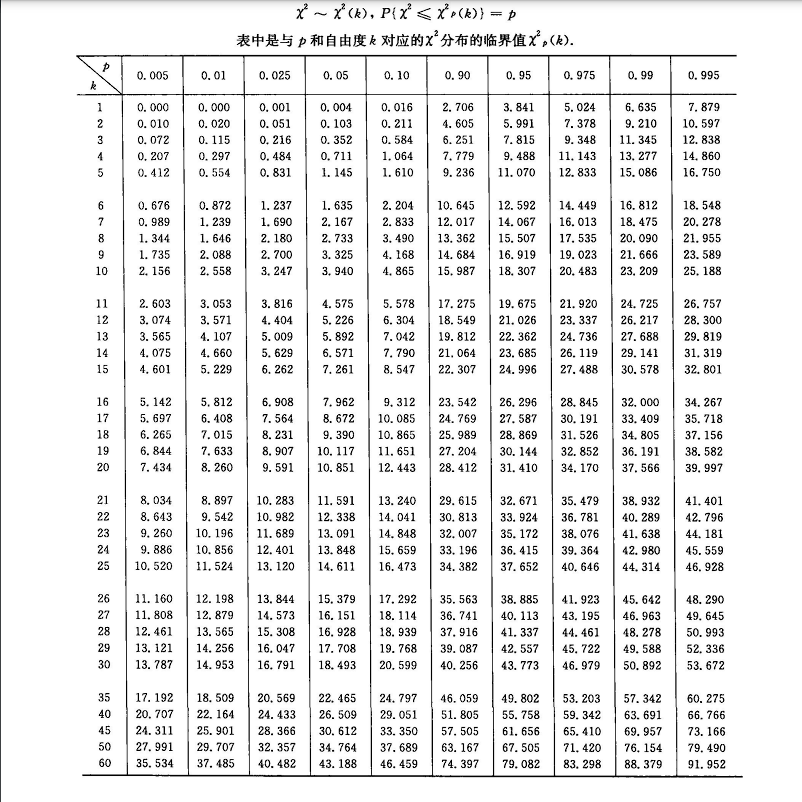 χ² ~ χ²(k), P{χ² ⩽ χ²ₚ(k)} = p
表中是与 p 和自由度 k 对应的χ²分布的临界值χ²ₚ(k).
p
k 0.005 0.01 0.025 0.05 0.10 0.90 0.95 0.975 0.99 0.995
1 0.000 0.000 0.001 0.004 0.016 2.706 3.841 5.024 6.635 7.879
2 0.010 0.020 0.051 0.103 0.211 4.605 5.991 7.378 9.210 10.597
3 0.072 0.115 0.216 0.352 0.584 6.251 7.815 9.348 11.345 12.838
4 0.207 0.297 0.484 0.711 1.064 7.779 9.488 11.143 13.277 14.860
5 0.412 0.554 0.831 1.145 1.610 9.236 11.070 12.833 15.086 16.750
6 0.676 0.872 1.237 1.635 2.204 10.645 12.592 14.449 16.812 18.548
7 0.989 1.239 1.690 2.167 2.833 12.017 14.067 16.013 18.475 20.278
8 1.344 1.646 2.180 2.733 3.490 13.362 15.507 17.535 20.090 21.955
9 1.735 2.088 2.700 3.325 4.168 14.684 16.919 19.023 21.666 23.589
10 2.156 2.558 3.247 3.940 4.865 15.987 18.307 20.483 23.209 25.188
11 2.603 3.053 3.816 4.575 5.578 17.275 19.675 21.920 24.725 26.757
12 3.074 3.571 4.404 5.226 6.304 18.549 21.026 23.337 26.217 28.300
13 3.565 4.107 5.009 5.892 7.042 19.812 22.362 24.736 27.688 29.819
14 4.075 4.660 5.629 6.571 7.790 21.064 23.685 26.119 29.141 31.319
15 4.601 5.229 6.262 7.261 8.547 22.307 24.996 27.488 30.578 32.801
16 5.142 5.812 6.908 7.962 9.312 23.542 26.296 28.845 32.000 34.267
17 5.697 6.408 7.564 8.672 10.085 24.769 27.587 30.191 33.409 35.718
18 6.265 7.015 8.231 9.390 10.865 25.989 28.869 31.526 34.805 37.156
19 6.844 7.633 8.907 10.117 11.651 27.204 30.144 32.852 36.191 38.582
20 7.434 8.260 9.591 10.851 12.443 28.412 31.410 34.170 37.566 39.997
21 8.034 8.897 10.283 11.591 13.240 29.615 32.671 35.479 38.932 41.401
22 8.643 9.542 10.982 12.338 14.041 30.813 33.924 36.781 40.289 42.796
23 9.260 10.196 11.689 13.091 14.848 32.007 35.172 38.076 41.638 44.181
24 9.886 10.856 12.401 13.848 15.659 33.196 36.415 39.364 42.980 45.559
25 10.520 11.524 13.120 14.611 16.473 34.382 37.652 40.646 44.314 46.928
26 11.160 12.198 13.844 15.379 17.292 35.563 38.885 41.923 45.642 48.290
27 11.808 12.879 14.573 16.151 18.114 36.741 40.113 43.195 46.963 49.645
28 12.461 13.565 15.308 16.928 18.939 37.916 41.337 44.461 48.278 50.993
29 13.121 14.256 16.047 17.708 19.768 39.087 42.557 45.722 49.588 52.336
30 13.787 14.953 16.791 18.493 20.599 40.256 43.773 46.979 50.892 53.672
35 17.192 18.509 20.569 22.465 24.797 46.059 49.802 53.203 57.342 60.275
40 20.707 22.164 24.433 26.509 29.051 51.805 55.758 59.342 63.691 66.766
45 24.311 25.901 28.366 30.612 33.350 57.505 61.656 65.410 69.957 73.166
50 27.991 29.707 32.357 34.764 37.689 63.167 67.505 71.420 76.154 79.490
60 35.534 37.485 40.482 43.188 46.459 74.397 79.082 83.298 88.379 91.952